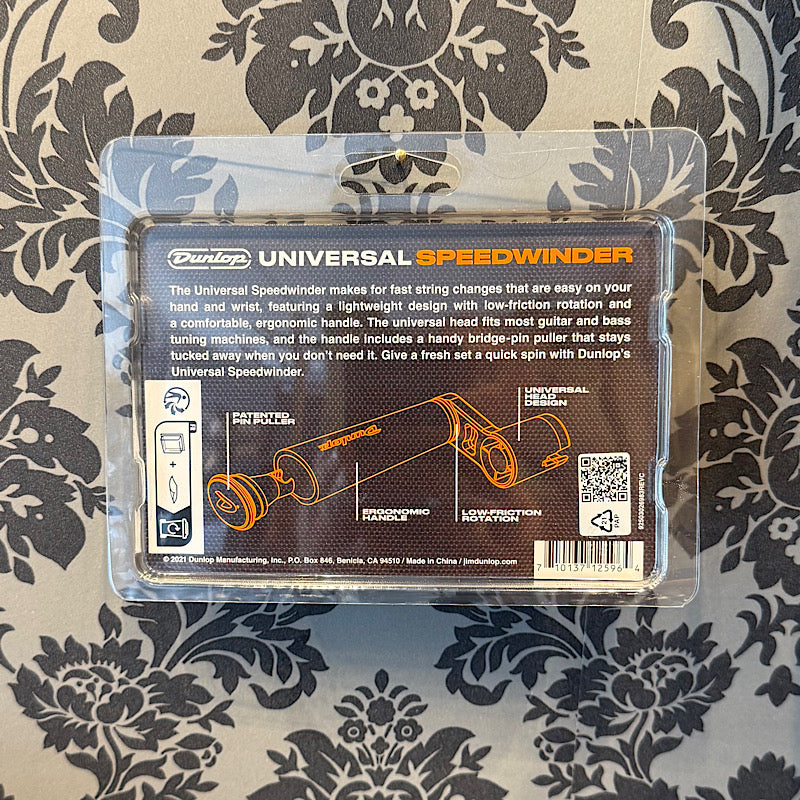 Dunlop UNIVERSAL SPEEDWINDER
The Universal Speedwinder makes for fast string changes that are easy on your
hand and wrist, featuring a lightweight design with low-friction rotation and
a comfortable, ergonomic handle. The universal head fits most guitar and bass
tuning machines, and the handle includes a handy bridge-pin puller that stays
tucked away when you don't need it. Give a fresh set a quick spin with Dunlop's
Universal Speedwinder.
UNIVERSAL
HEAD
DESIGN
PATENTED
PIN PULLER
Dunlop
+
ERGONOMIC
HANDLE
LOW-FRICTION
ROTATION
21
PAP
© 2021 Dunlop Manufacturing, Inc., P.O. Box 846, Benicia, CA 94510 / Made in China / jimdunlop.com
7 10137 12596 4